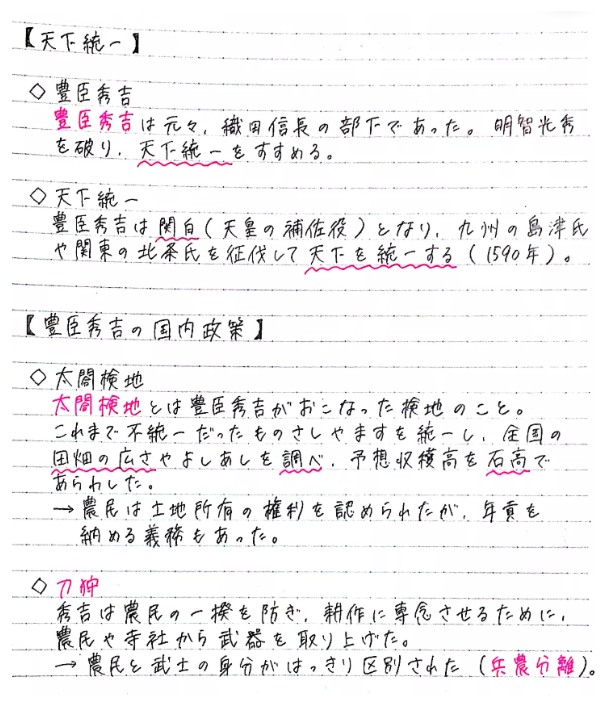 【天下統一】
◇ 豊臣秀吉
豊臣秀吉は元々、織田信長の部下であった。明智光秀
を破り、天下統一をすすめる。
◇ 天下統一
豊臣秀吉は関白(天皇の補佐役)となり、九州の島津氏
や関東の北条氏を征伐して天下を統一する(1590年)。
【豊臣秀吉の国内政策】
◇ 太閤検地
太閤検地とは豊臣秀吉がおこなった検地のこと。
これまで不統一だったものさしやますを統一し、全国の
田畑の広さやよしあしを調べ、予想収穫高を石高で
あらわした。
→ 農民は土地所有の権利を認められたが、年貢を
納める義務もあった。
◇ 刀狩
秀吉は農民の一揆を防ぎ、耕作に専念させるために、
農民や寺社から武器を取り上げた。
→ 農民と武士の身分がはっきり区別された(兵農分離)。